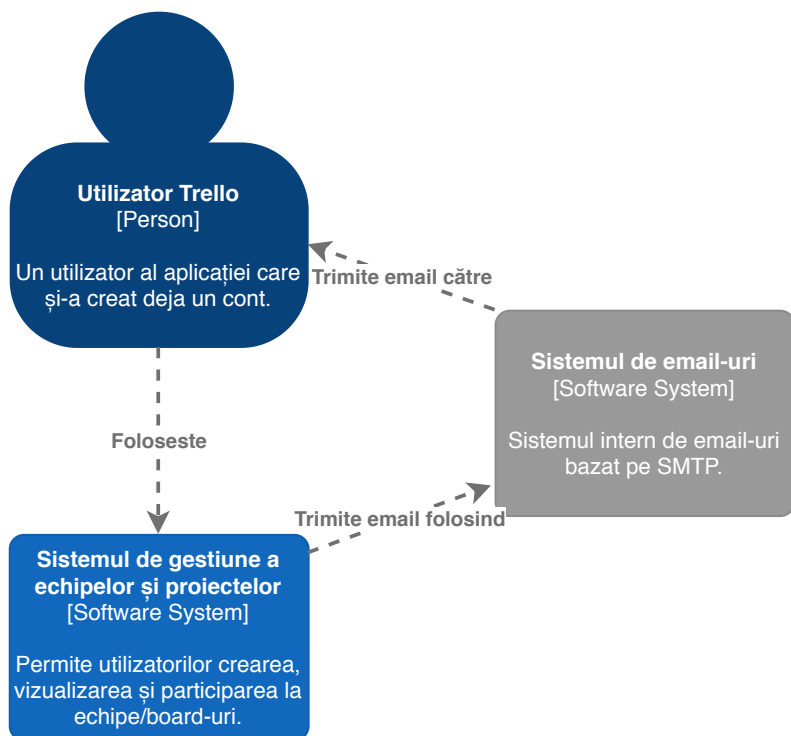 Utilizator Trello
[Person]
Un utilizator al aplicației care
și-a creat deja un cont.
Trimite email către
Sistemul de email-uri
[Software System]
Sistemul intern de email-uri
bazat pe SMTP.
Foloseste
Trimite email folosind
Sistemul de gestiune a
echipelor și proiectelor
[Software System]
Permite utilizatorilor crearea,
vizualizarea și participarea la
echipe/board-uri.